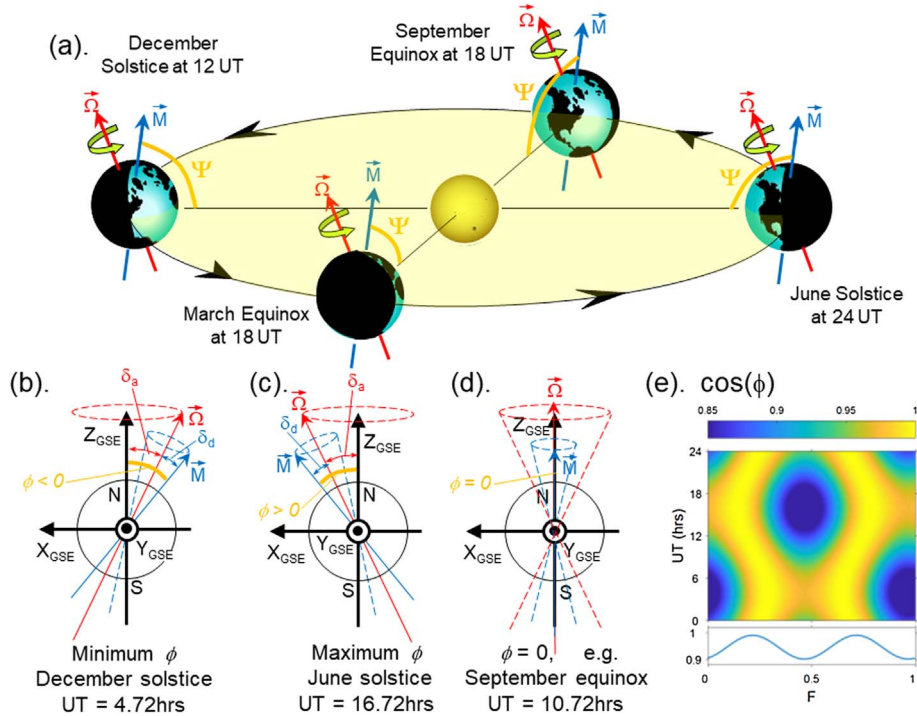 (a).
December
Solstice at 12 UT
September
Equinox at 18 UT
Ω
M
Ψ
Ω
M
Ψ
Ω
M
Ψ
Ω
M
Ψ
March Equinox
at 18 UT
June Solstice
at 24 UT
(b).
δa
Ω
ZGSE
δd
M
ϕ < 0
N
XGSE
YGSE
S
Minimum ϕ
December solstice
UT = 4.72hrs
(c).
δa
Ω
δd
ZGSE
M
ϕ > 0
N
XGSE
YGSE
S
Maximum ϕ
June solstice
UT = 16.72hrs
(d).
Ω
ZGSE
M
ϕ = 0
N
XGSE
YGSE
S
ϕ = 0, e.g.
September equinox
UT = 10.72hrs
(e). cos(ϕ)
0.85 0.9 0.95 1
24
18
12
6
0
UT (hrs)
1
0.9
0 0.5 1
F